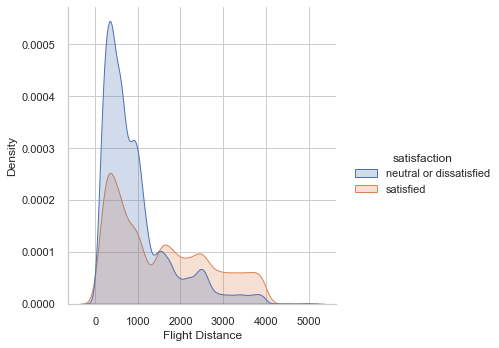 0.0005
0.0004
0.0003
0.0002
0.0001
0.0000
Density
0 1000 2000 3000 4000 5000
Flight Distance
satisfaction
neutral or dissatisfied
satisfied